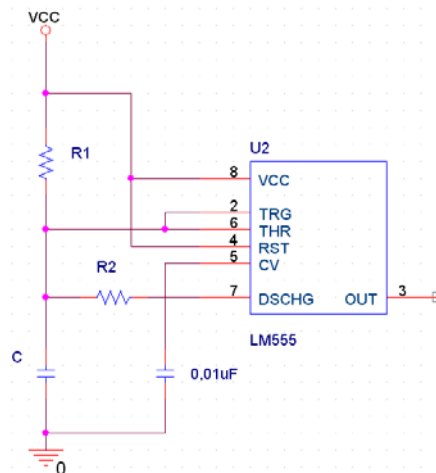 VCC
R1
U2
8
VCC
2
TRG
6
THR
4
RST
5
CV
R2
7
DSCHG
OUT
3
C
0,01uF
LM555
0